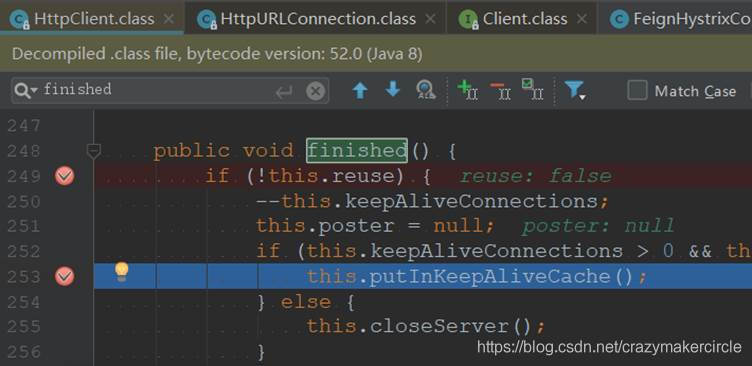 HttpClient.class × HttpURLConnection.class × Client.class × FeignHystrixCo
Decompiled .class file, bytecode version: 52.0 (Java 8)
finished Match Case
247
248 public void finished() {
249 if (!this.reuse) { reuse: false
250 --this.keepAliveConnections;
251 this.poster = null; poster: null
252 if (this.keepAliveConnections > 0 && th
253 this.putInKeepAliveCache();
254 } else {
255 this.closeServer();
256 }
https://blog.csdn.net/crazymakercircle